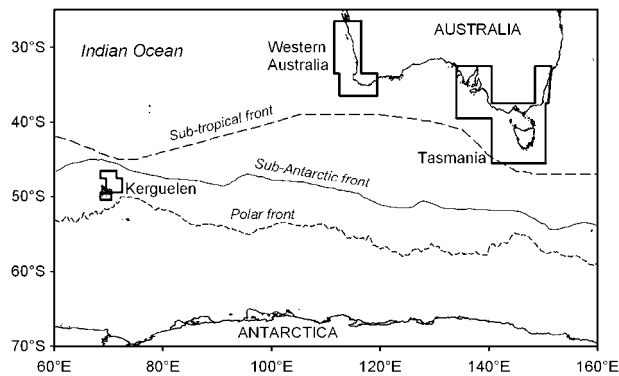 30°S
40°S
50°S
60°S
70°S
Indian Ocean
AUSTRALIA
Western
Australia
Sub-tropical front
Tasmania
Sub-Antarctic front
Kerguelen
Polar front
ANTARCTICA
60°E
80°E
100°E
120°E
140°E
160°E